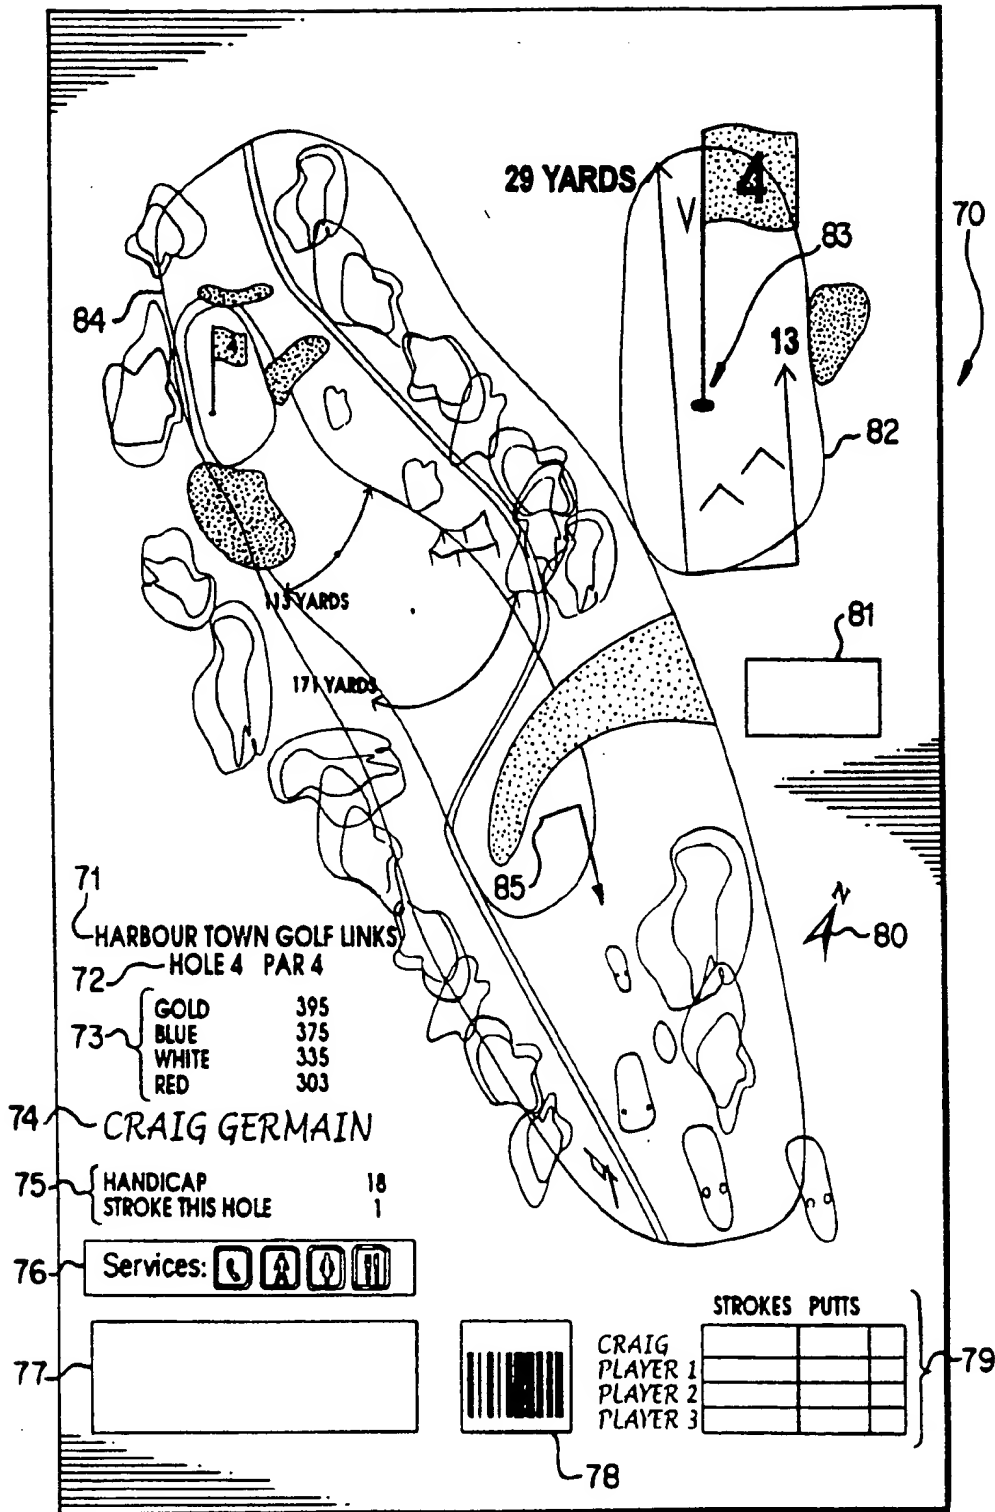 29 YARDS
4
V
70
83
84
4
13
82
113 YARDS
81
171 YARDS
85
N
80
71
HARBOUR TOWN GOLF LINKS
72
HOLE 4 PAR 4
73
GOLD 395
BLUE 375
WHITE 335
RED 303
74
CRAIG GERMAIN
75
HANDICAP 18
STROKE THIS HOLE 1
76
Services:
STROKES PUTTS
77
CRAIG
PLAYER 1
PLAYER 2
PLAYER 3
79
78